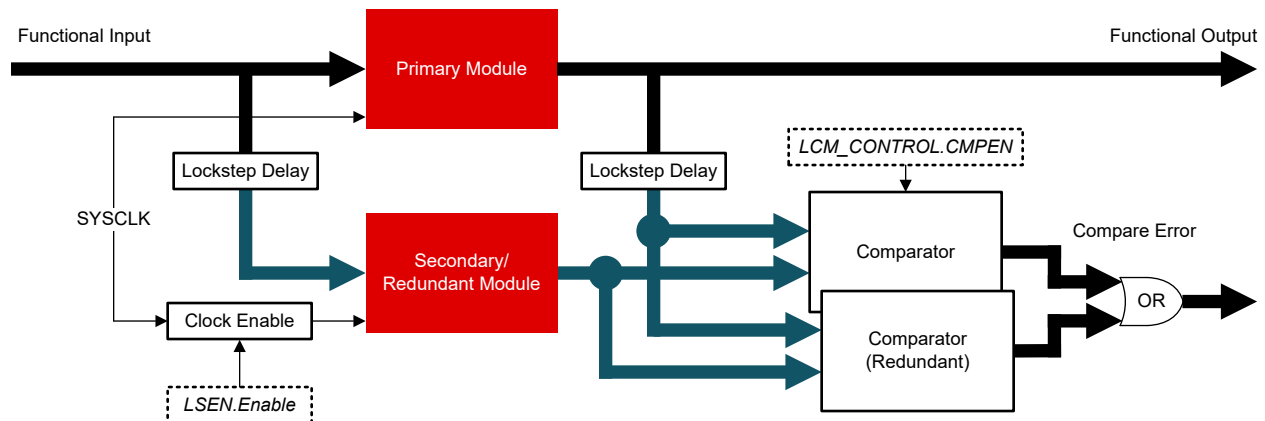 Functional Input
Functional Output
Primary Module
LCM_CONTROL.CMPEN
Lockstep Delay
Lockstep Delay
SYSCLK
Secondary/
Redundant Module
Comparator
Compare Error
OR
Clock Enable
Comparator
(Redundant)
LSEN.Enable